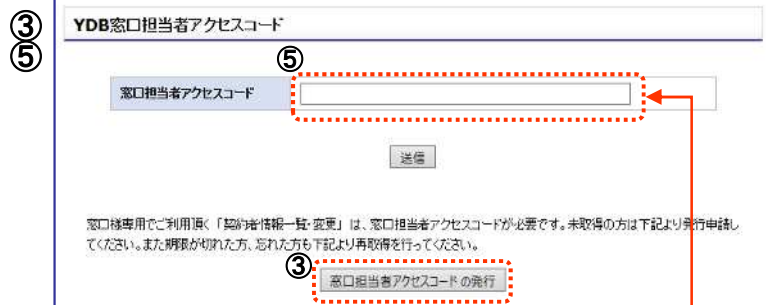 ③
⑤
YDB窓口担当者アクセスコード
⑤
窓口担当者アクセスコード
送信
窓口様専用でご利用頂く「契約者情報一覧・変更」は、窓口担当者アクセスコードが必要です。未取得の方は下記より発行申請し
てください。また期限が切れた方、忘れた方も下記より再取得を行ってください。
③
窓口担当者アクセスコードの発行